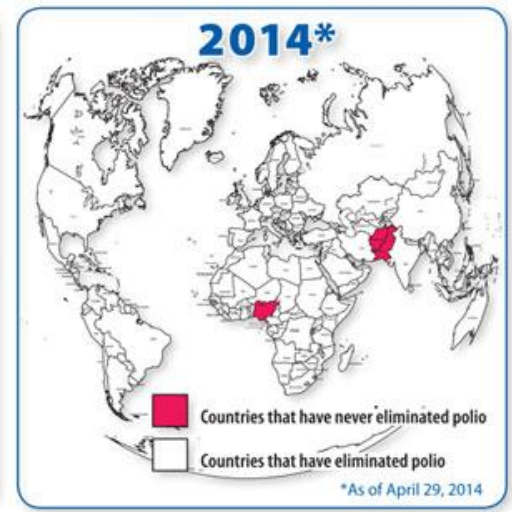 2014*
Countries that have never eliminated polio
Countries that have eliminated polio
*As of April 29, 2014